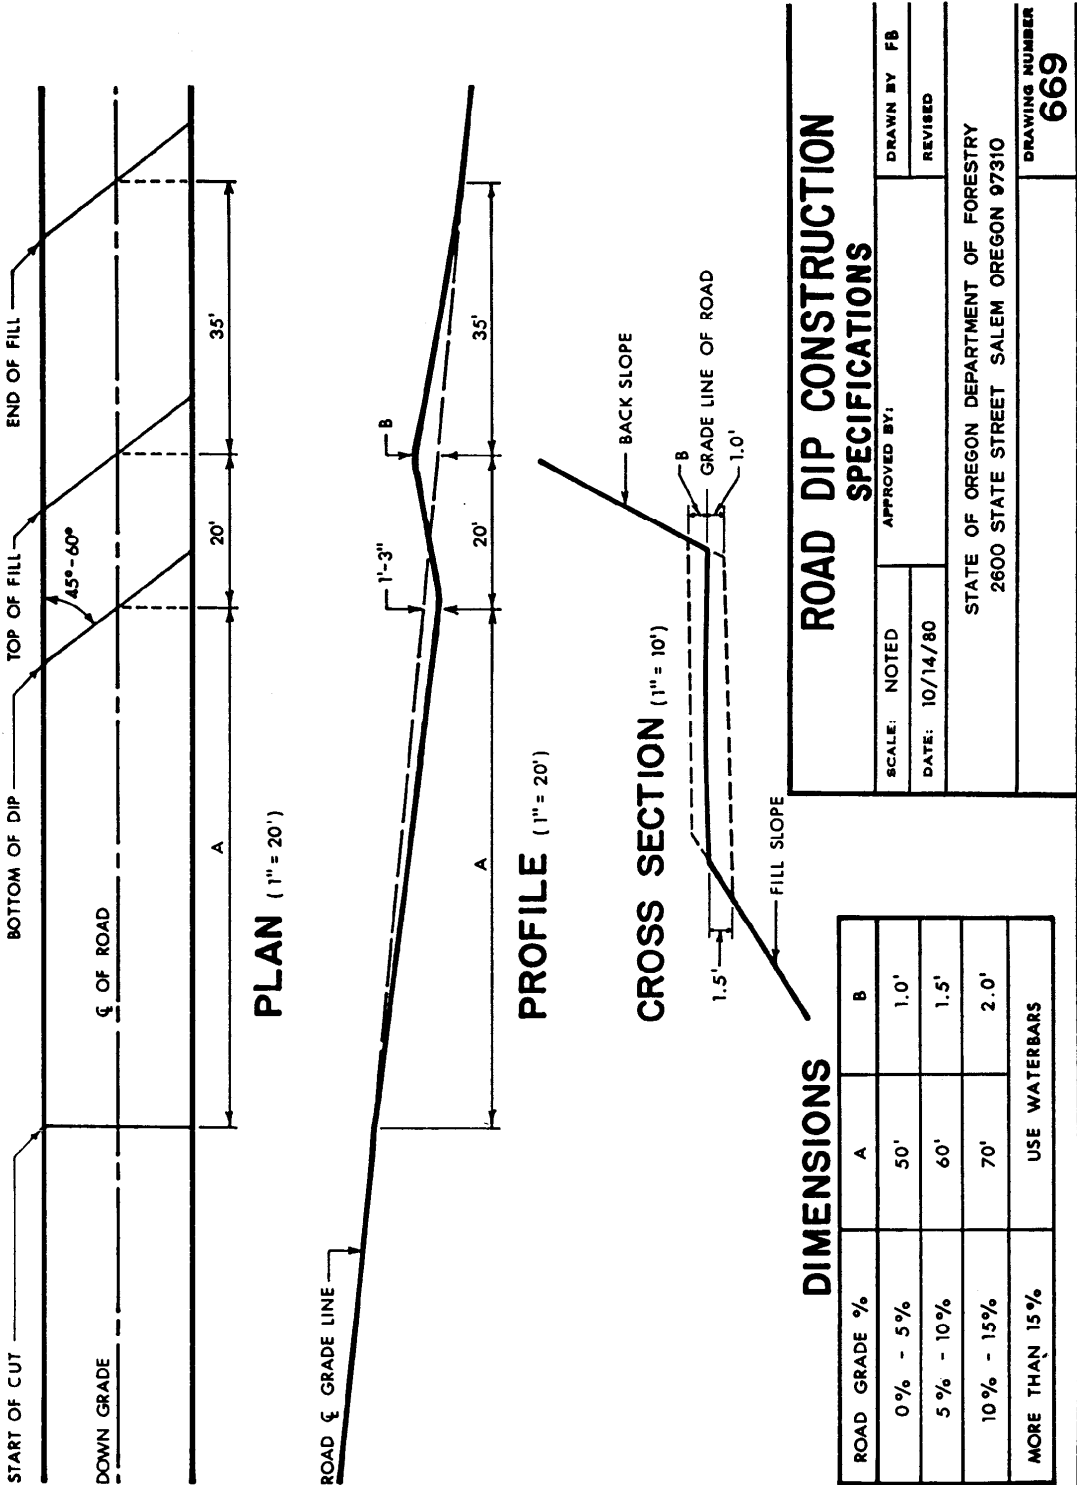 START OF CUT
BOTTOM OF DIP
TOP OF FILL
END OF FILL
45°-60°
DOWN GRADE
℄ OF ROAD
A
20'
35'
PLAN (1" = 20')
ROAD ℄ GRADE LINE
1'-3"
B
A
20'
35'
PROFILE (1" = 20')
BACK SLOPE
CROSS SECTION (1" = 10')
B
GRADE LINE OF ROAD
1.0'
1.5'
FILL SLOPE
DIMENSIONS
ROAD GRADE % A B
0% - 5% 50' 1.0'
5% - 10% 60' 1.5'
10% - 15% 70' 2.0'
MORE THAN 15% USE WATERBARS
ROAD DIP CONSTRUCTION
SPECIFICATIONS
SCALE: NOTED
APPROVED BY:
DRAWN BY FB
DATE: 10/14/80
REVISED
STATE OF OREGON DEPARTMENT OF FORESTRY
2600 STATE STREET SALEM OREGON 97310
DRAWING NUMBER
669